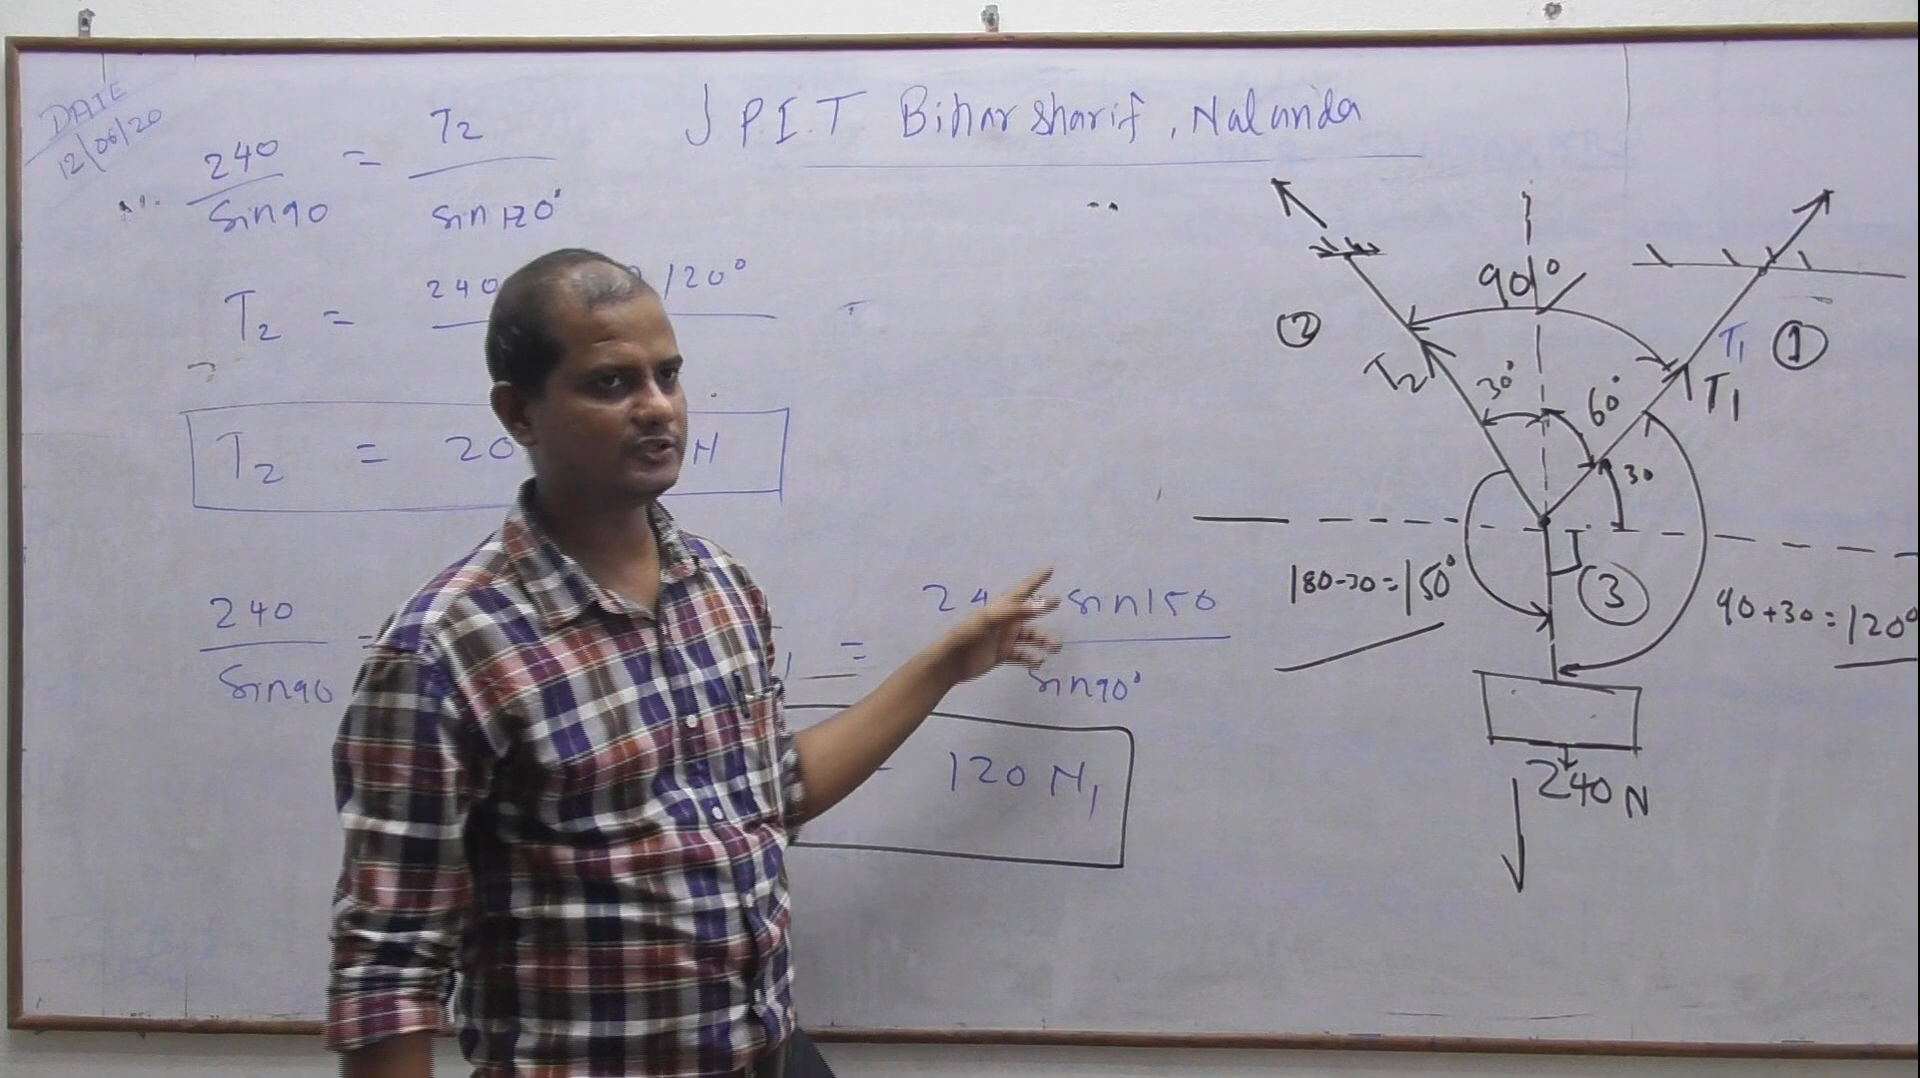 DATE
12/06/20
J P.I.T Bihar Sharif, Nalanda
240 = T2
Sin90 sin120°
T2 = 240 120°
T2 = 20 N
240 = 24 sin150
Sin90 sin90°
120 N
90°
2
1
T1
T2
T1
30°
60°
30
180-30=150°
3
90+30=120°
240 N